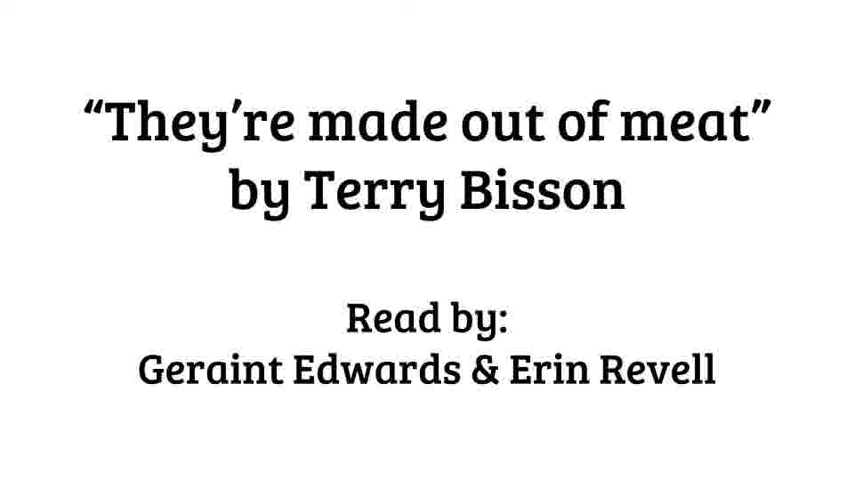 “They’re made out of meat”
by Terry Bisson
Read by:
Geraint Edwards & Erin Revell